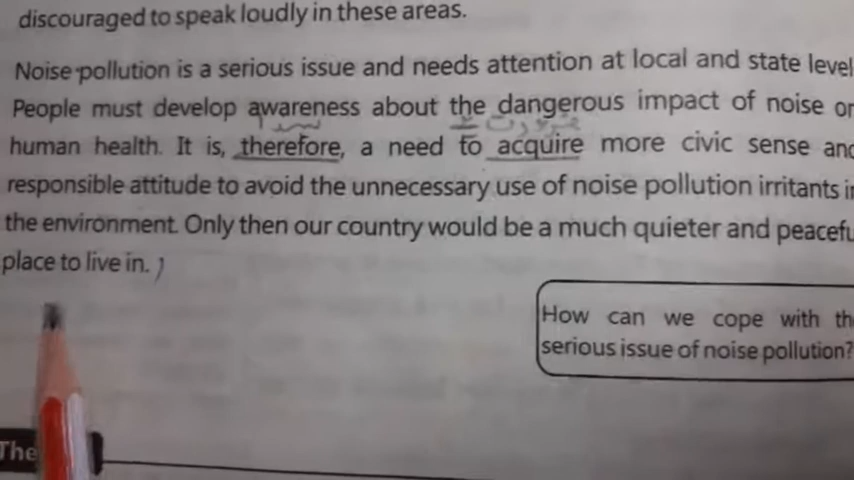 discouraged to speak loudly in these areas.
Noise pollution is a serious issue and needs attention at local and state level
People must develop awareness about the dangerous impact of noise on
human health. It is, therefore, a need to acquire more civic sense and
responsible attitude to avoid the unnecessary use of noise pollution irritants in
the environment. Only then our country would be a much quieter and peaceful
place to live in.
How can we cope with th
serious issue of noise pollution?
The